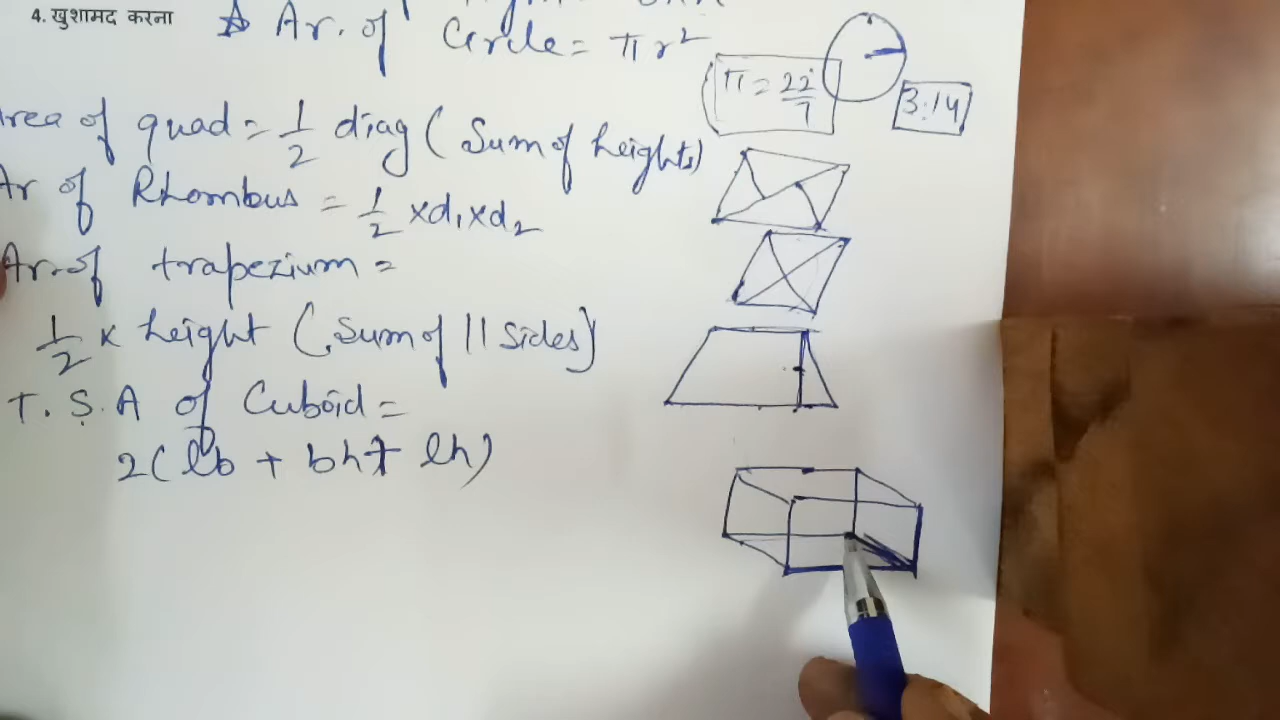 4. खुशामद करना
Ar. of Circle = πr²
π = 22/7
3.14
Area of quad = 1/2 diag (Sum of heights)
Ar of Rhombus = 1/2 × d₁ × d₂
Ar. of trapezium =
1/2 × height (Sum of || sides)
T. S. A of Cuboid =
2(lb + bh + lh)